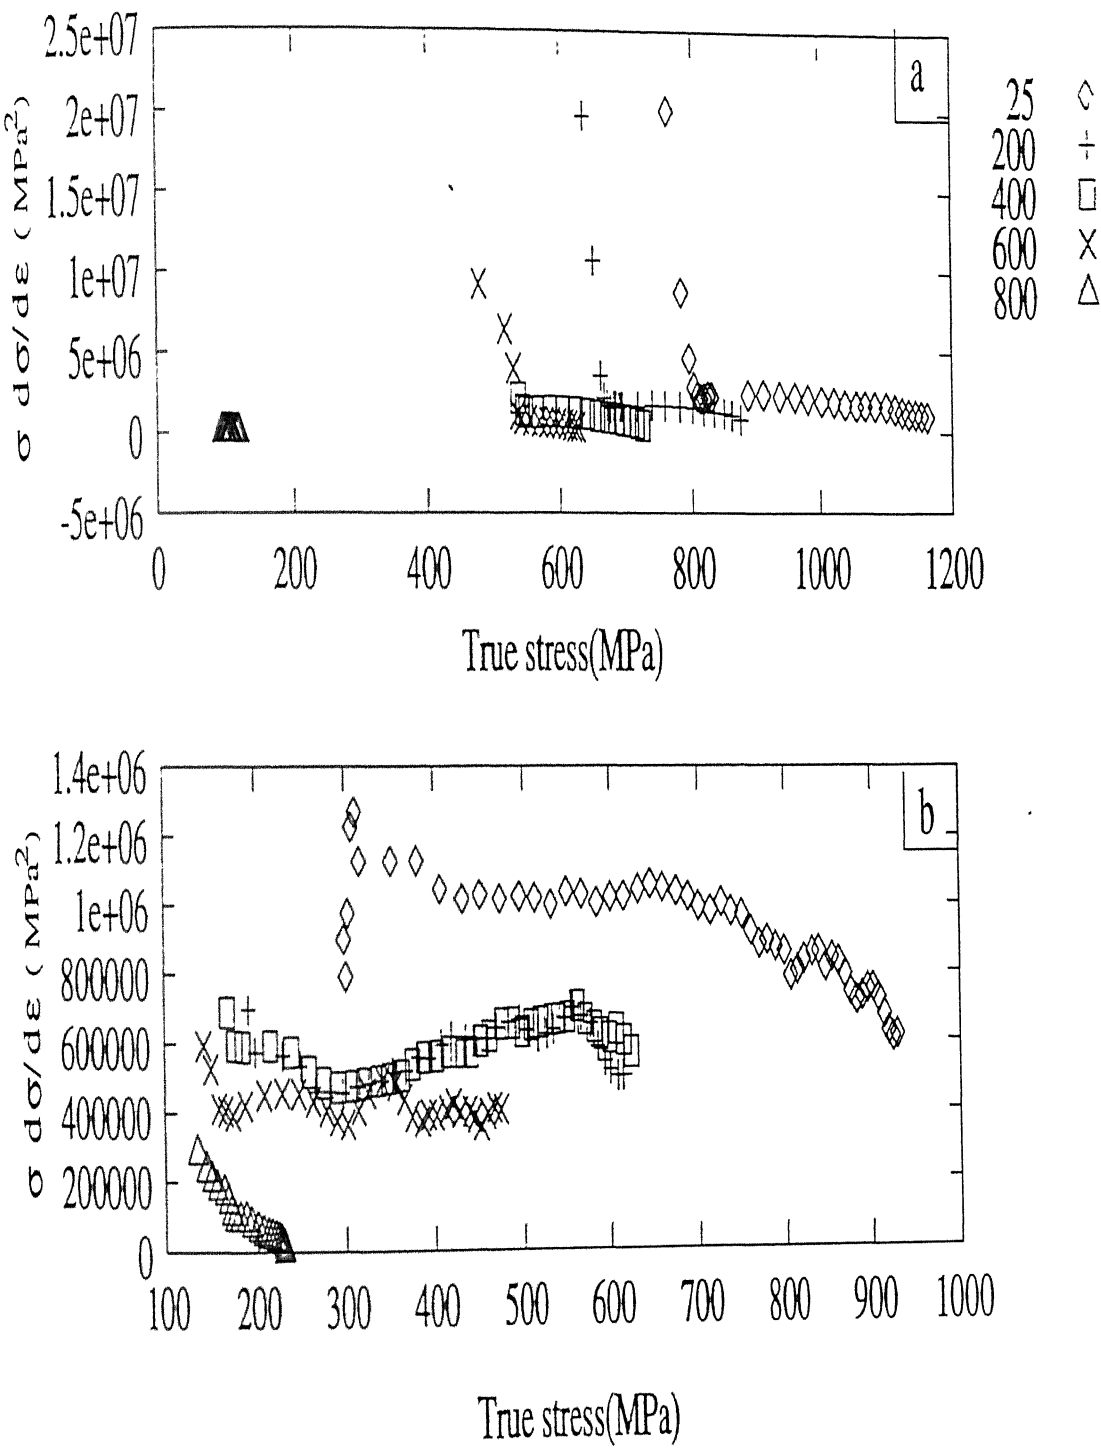 2.5e+07
2e+07
1.5e+07
1e+07
5e+06
0
-5e+06
σ dσ/dε (MPa²)
0 200 400 600 800 1000 1200
True stress(MPa)
a
25
200
400
600
800
1.4e+06
1.2e+06
1e+06
800000
600000
400000
200000
0
σ dσ/dε (MPa²)
100 200 300 400 500 600 700 800 900 1000
True stress(MPa)
b